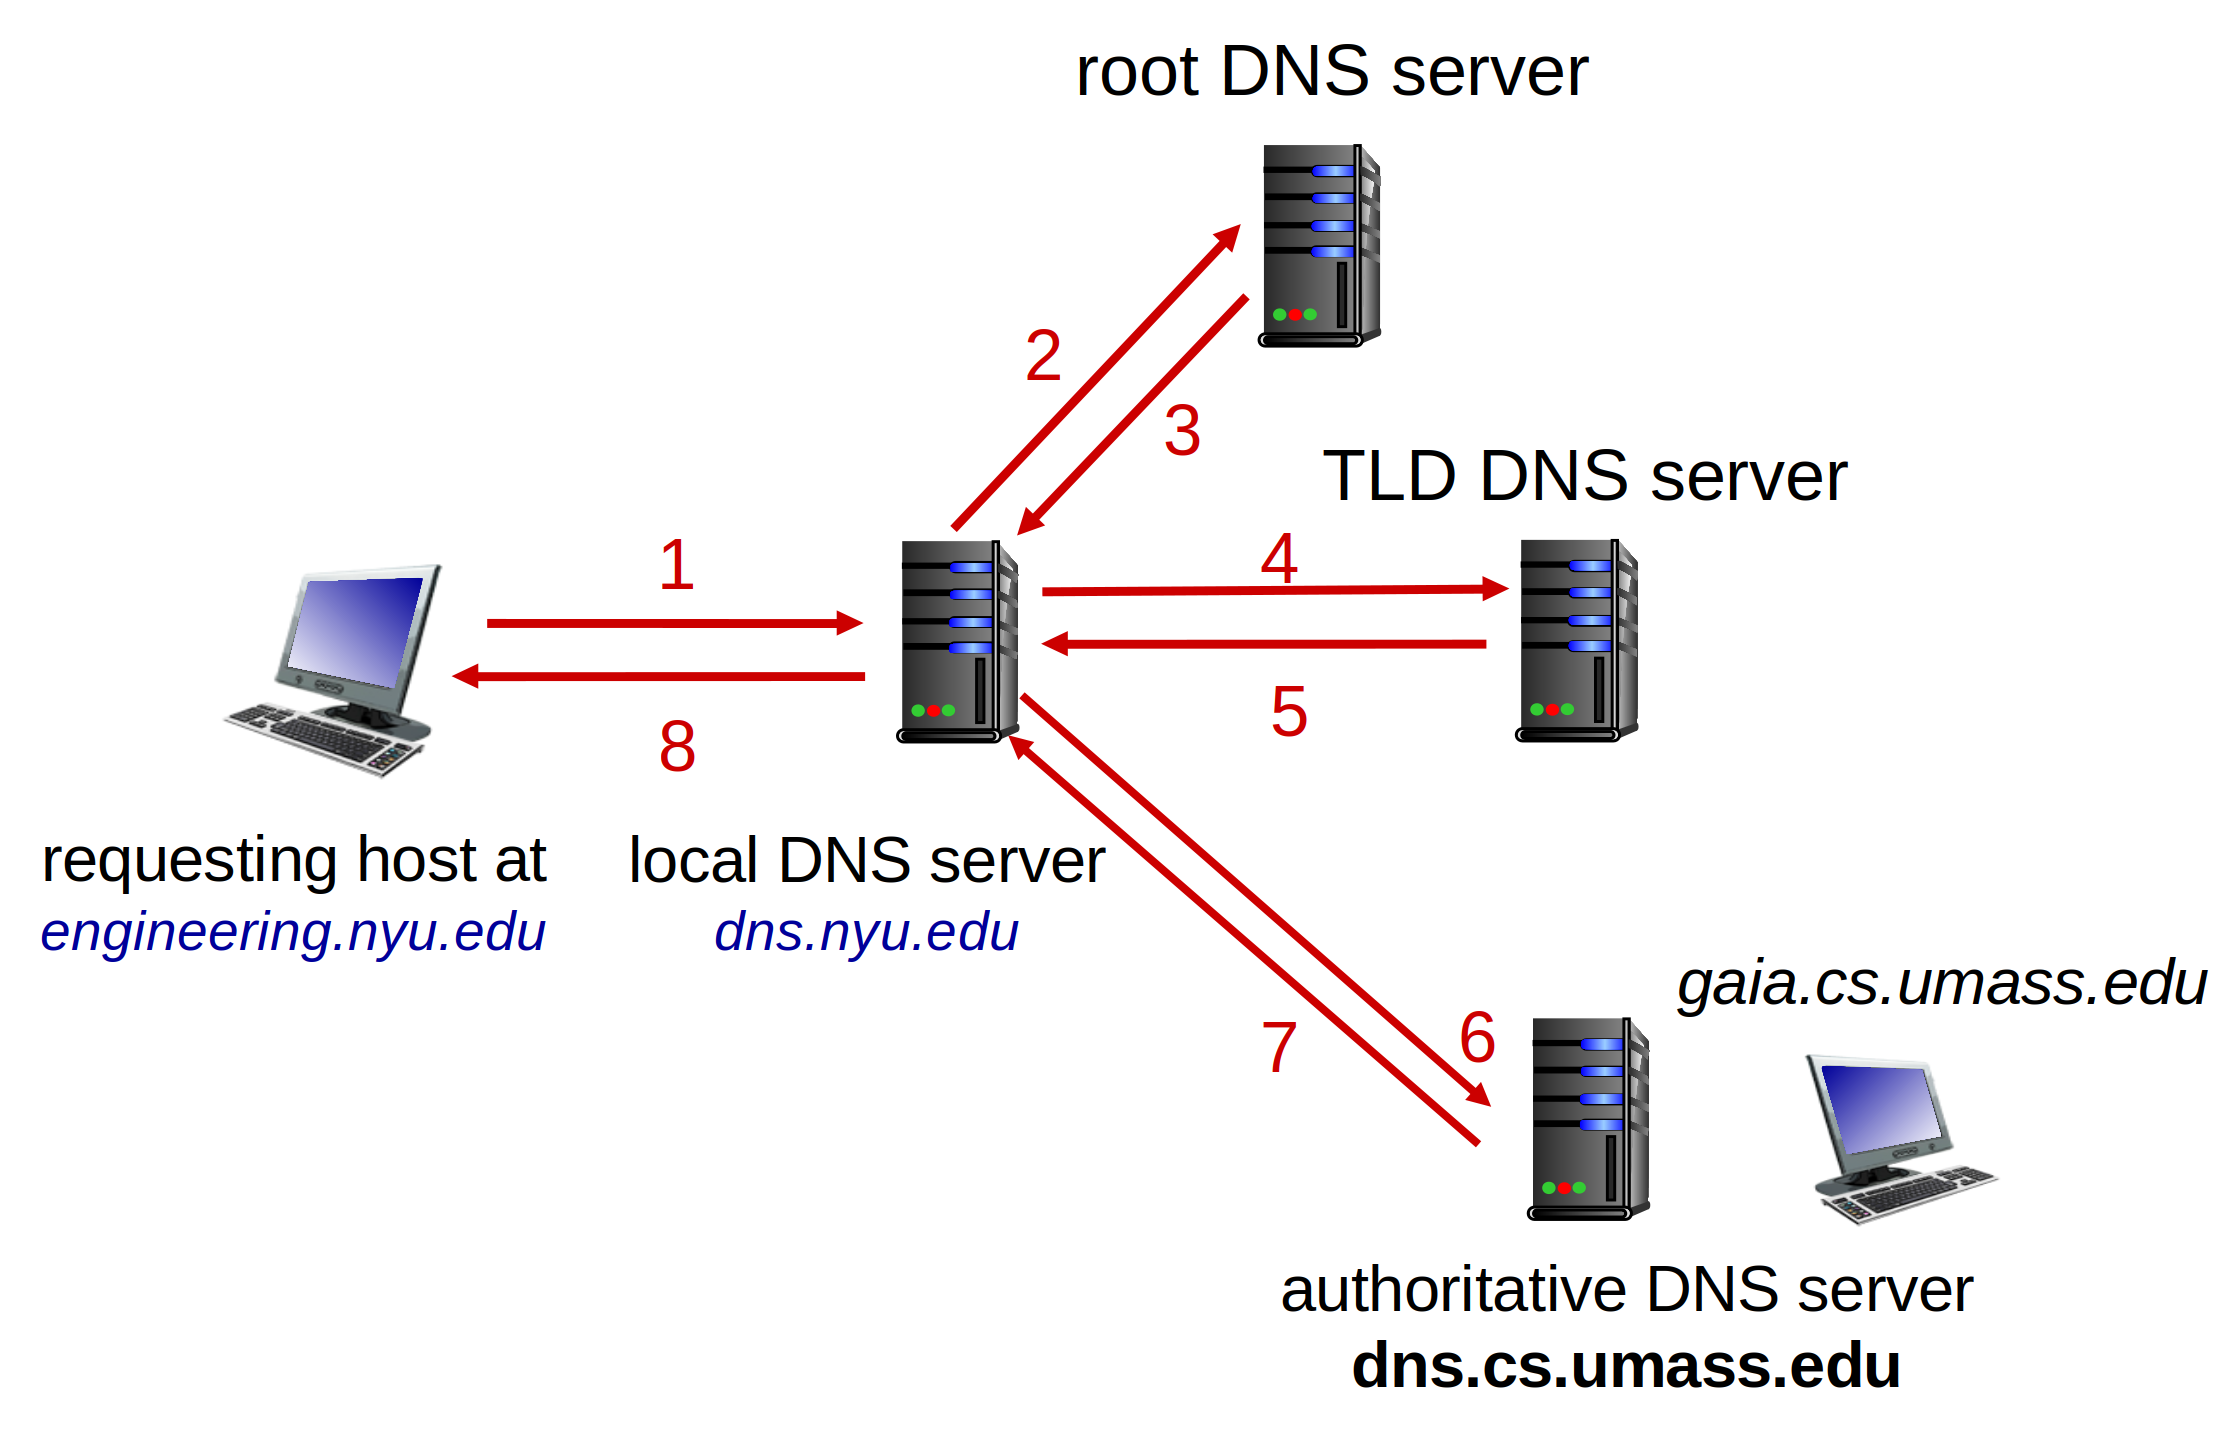 root DNS server
2
3
TLD DNS server
1
4
5
8
requesting host at
engineering.nyu.edu
local DNS server
dns.nyu.edu
gaia.cs.umass.edu
6
7
authoritative DNS server
dns.cs.umass.edu